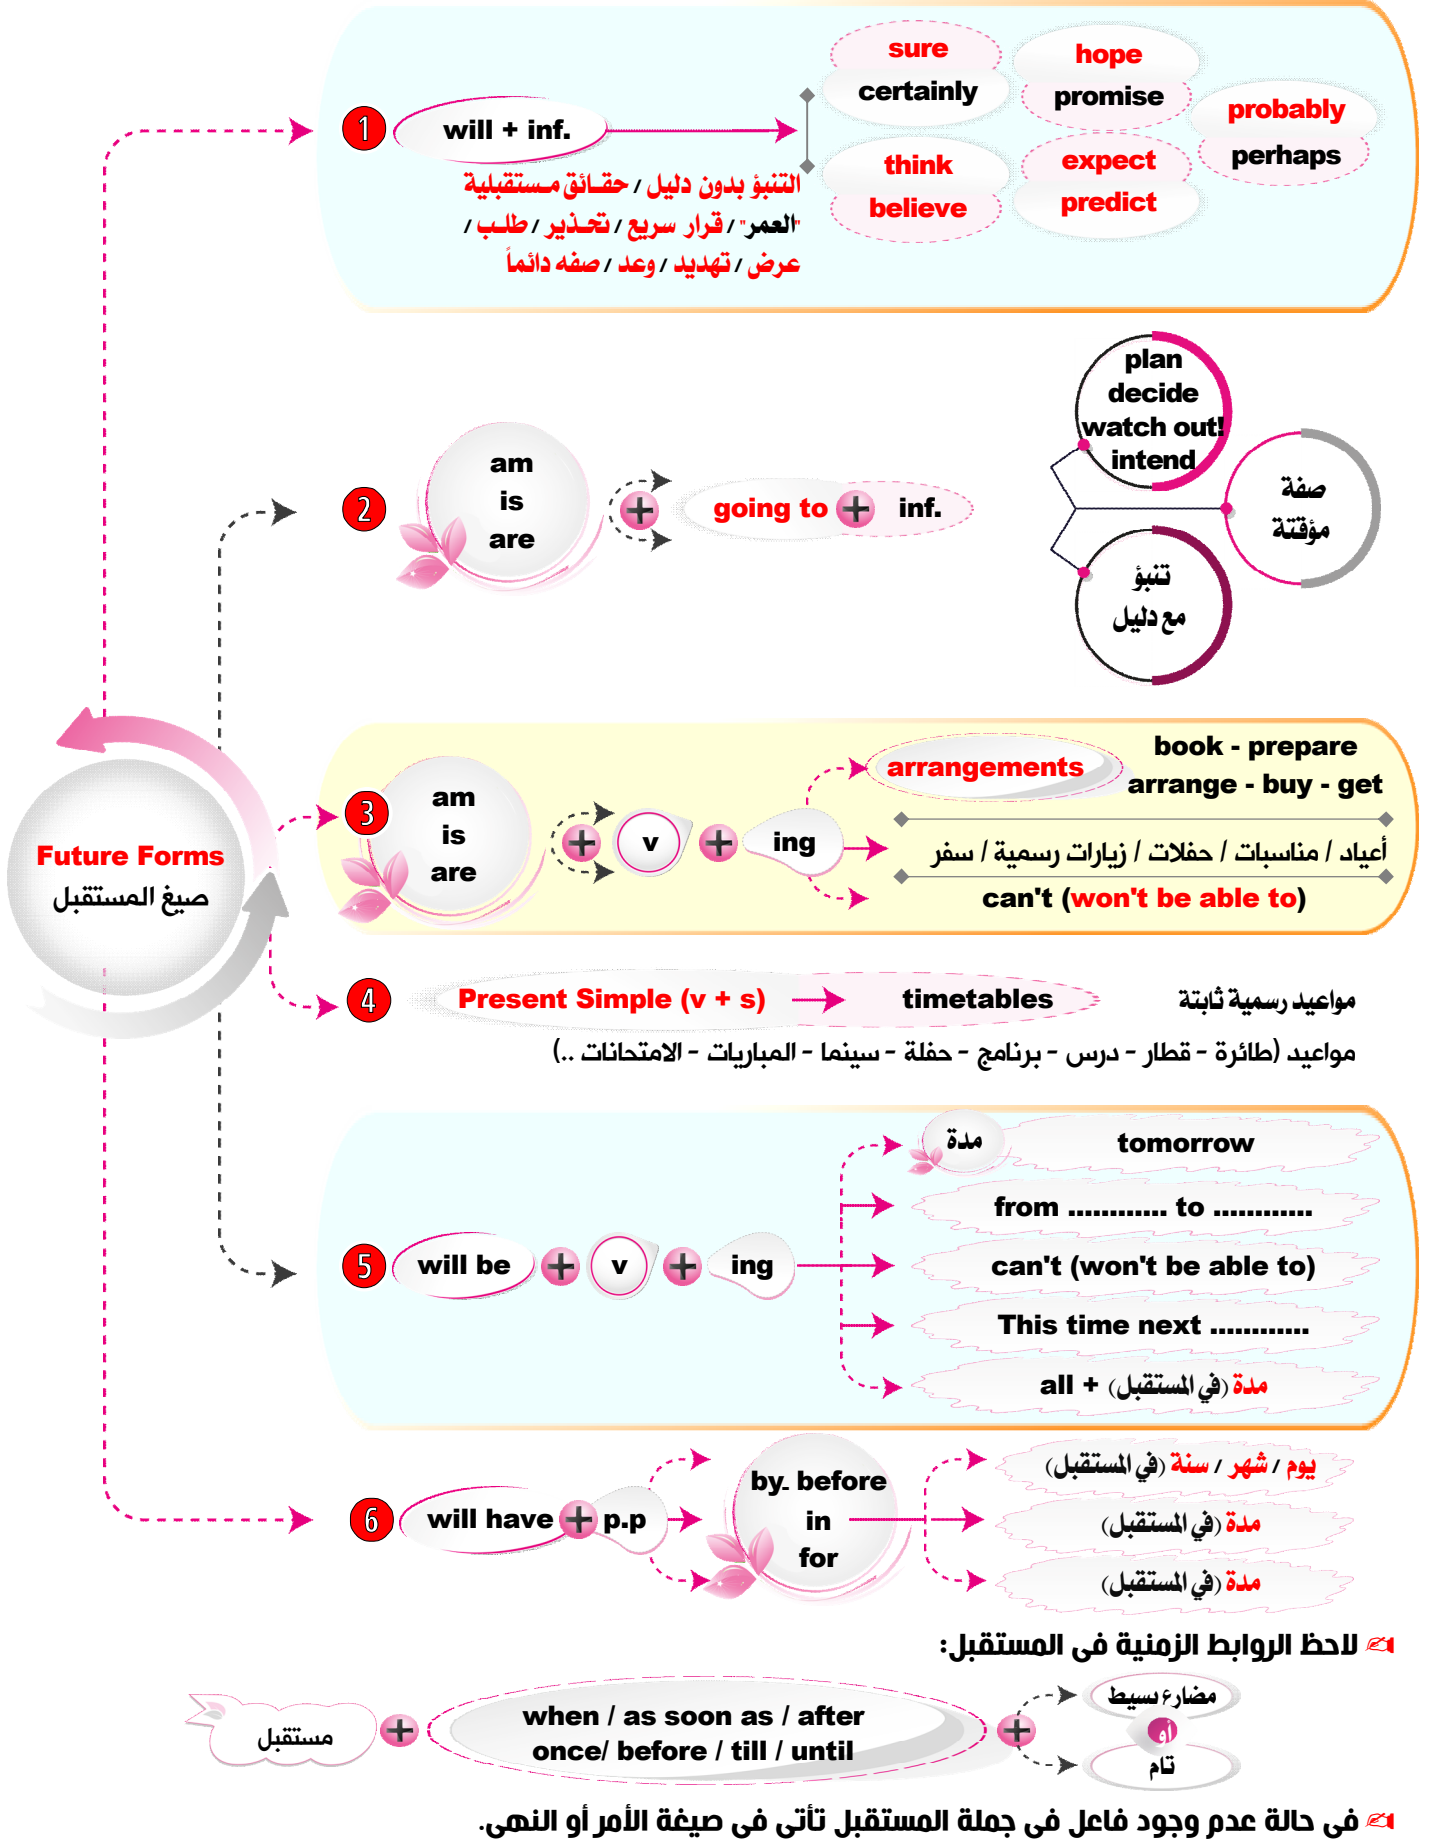 Future Forms
صيغ المستقبل
1
will + inf.
sure
certainly
hope
promise
probably
perhaps
think
believe
expect
predict
التنبؤ بدون دليل / حقائق مستقبلية
"العمر" / قرار سريع / تحذير / طلب /
عرض / تهديد / وعد / صفه دائماً
2
am
is
are
+
going to + inf.
plan
decide
watch out!
intend
صفة
مؤقتة
تنبؤ
مع دليل
3
am
is
are
+ v + ing
arrangements
book - prepare
arrange - buy - get
أعياد / مناسبات / حفلات / زيارات رسمية / سفر
can't (won't be able to)
4
Present Simple (v + s)
timetables
مواعيد رسمية ثابتة
مواعيد (طائرة - قطار - درس - برنامج - حفلة - سينما - المباريات - الامتحانات ..)
5
will be + v + ing
مدة tomorrow
from ............ to ............
can't (won't be able to)
This time next ............
all + مدة (في المستقبل)
6
will have + p.p
by. before
in
for
يوم / شهر / سنة (في المستقبل)
مدة (في المستقبل)
مدة (في المستقبل)
لاحظ الروابط الزمنية فى المستقبل:
مستقبل
+
when / as soon as / after
once/ before / till / until
+
مضارع بسيط
أو
تام
فى حالة عدم وجود فاعل فى جملة المستقبل تأتى فى صيغة الأمر أو النهى.